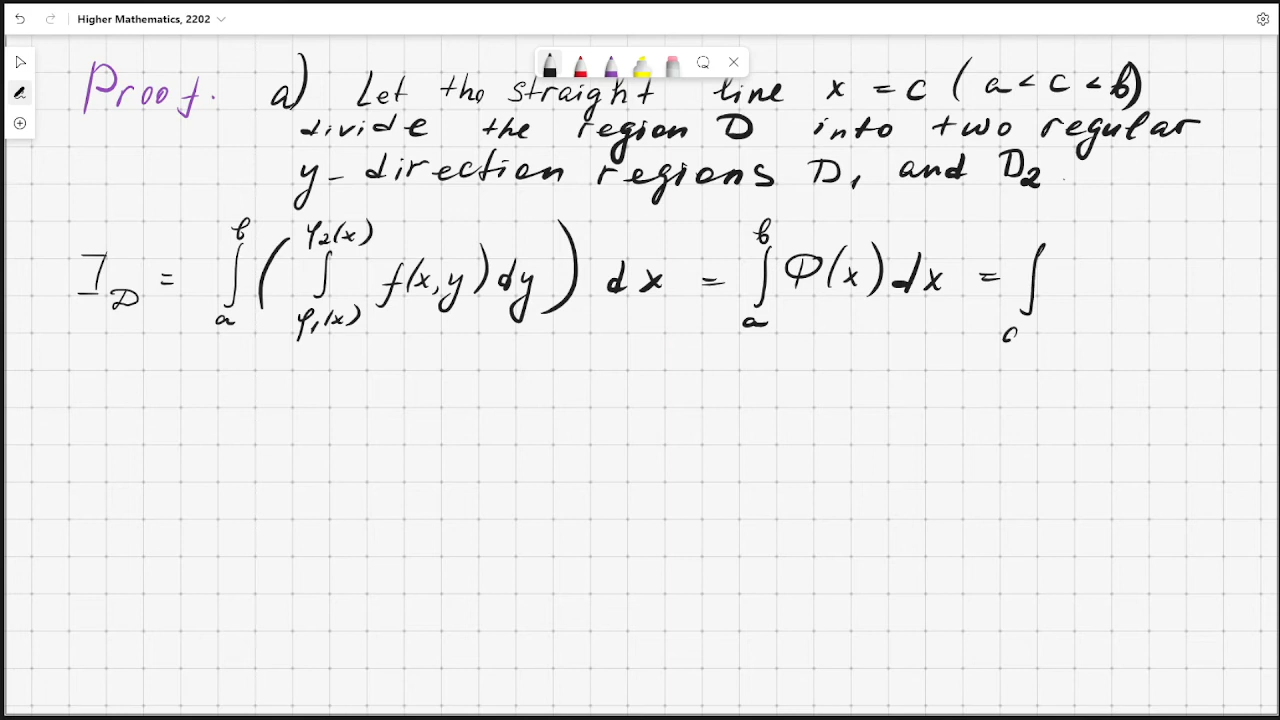 Higher Mathematics, 2202
Proof. a) Let the straight line x = c (a < c < b)
divide the region D into two regular
y-direction regions D₁ and D₂
I_D = ∫_a^b ( ∫_{φ₁(x)}^{φ₂(x)} f(x,y) dy ) dx = ∫_a^b Φ(x) dx = ∫